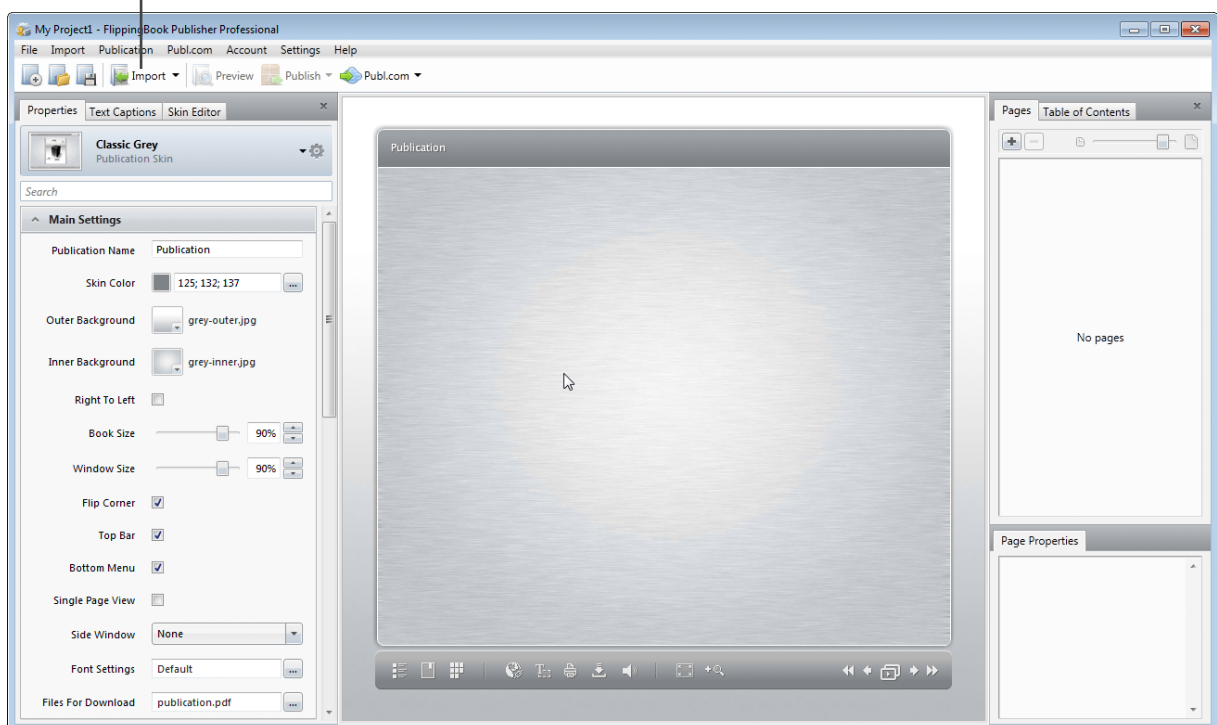 My Project1 - FlippingBook Publisher Professional
File Import Publication Publ.com Account Settings Help
Import Preview Publish Publ.com
Properties Text Captions Skin Editor
Classic Grey
Publication Skin
Search
Main Settings
Publication Name Publication
Skin Color 125; 132; 137 ...
Outer Background grey-outer.jpg
Inner Background grey-inner.jpg
Right To Left
Book Size 90%
Window Size 90%
Flip Corner
Top Bar
Bottom Menu
Single Page View
Side Window None
Font Settings Default ...
Files For Download publication.pdf ...
Publication
Pages Table of Contents
No pages
Page Properties